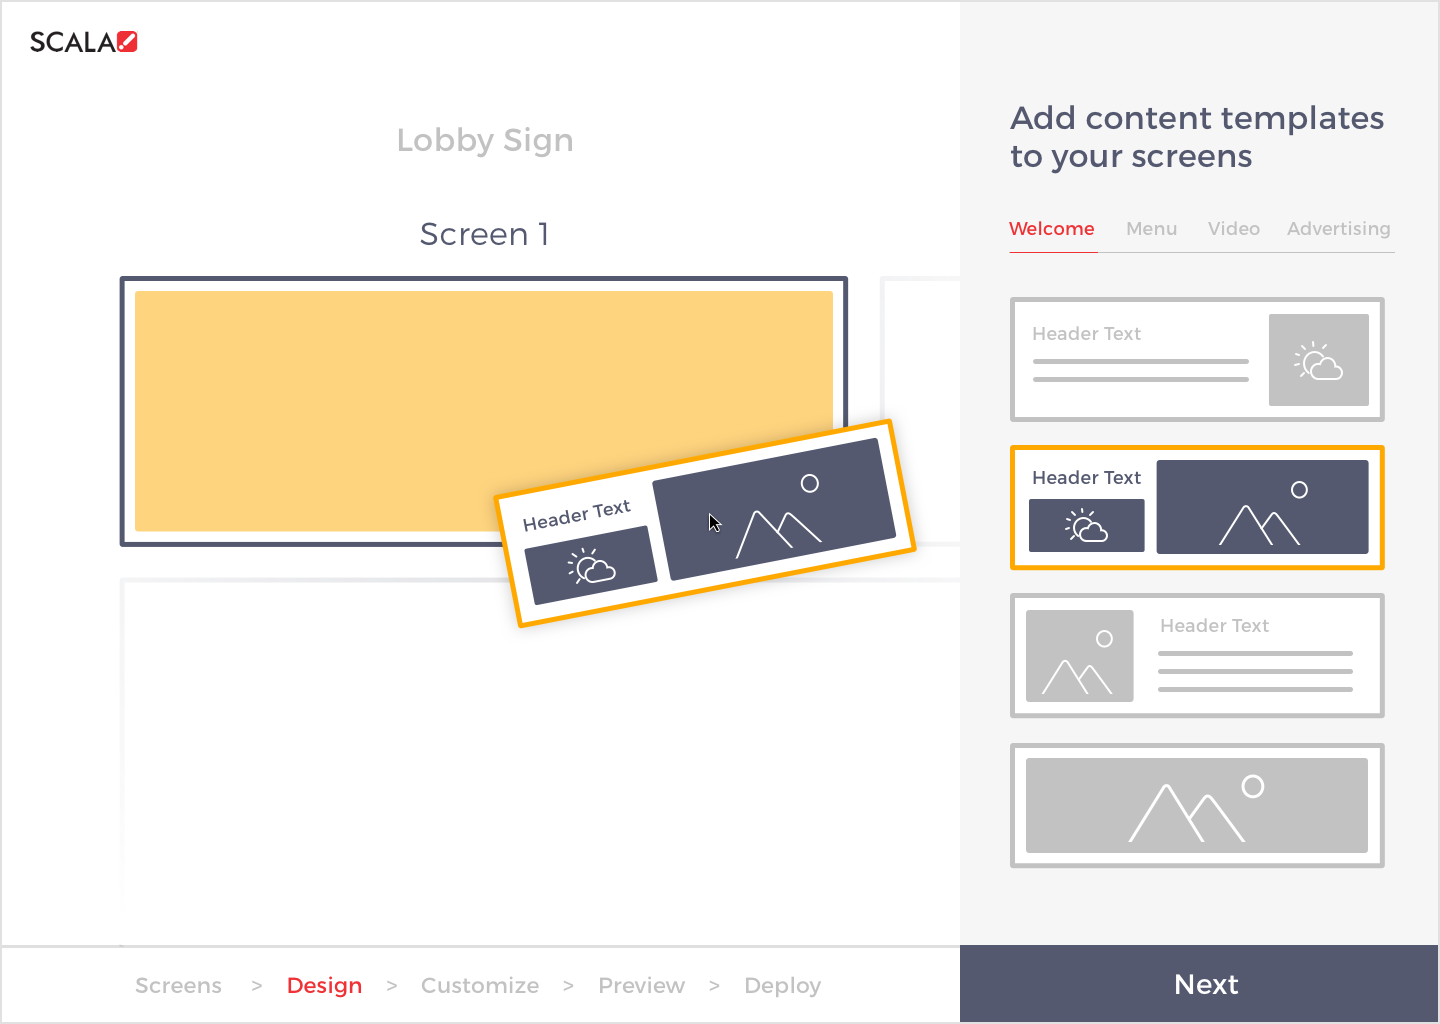 SCALA
Lobby Sign
Screen 1
Header Text
Add content templates
to your screens
Welcome Menu Video Advertising
Header Text
Header Text
Header Text
Screens > Design > Customize > Preview > Deploy
Next